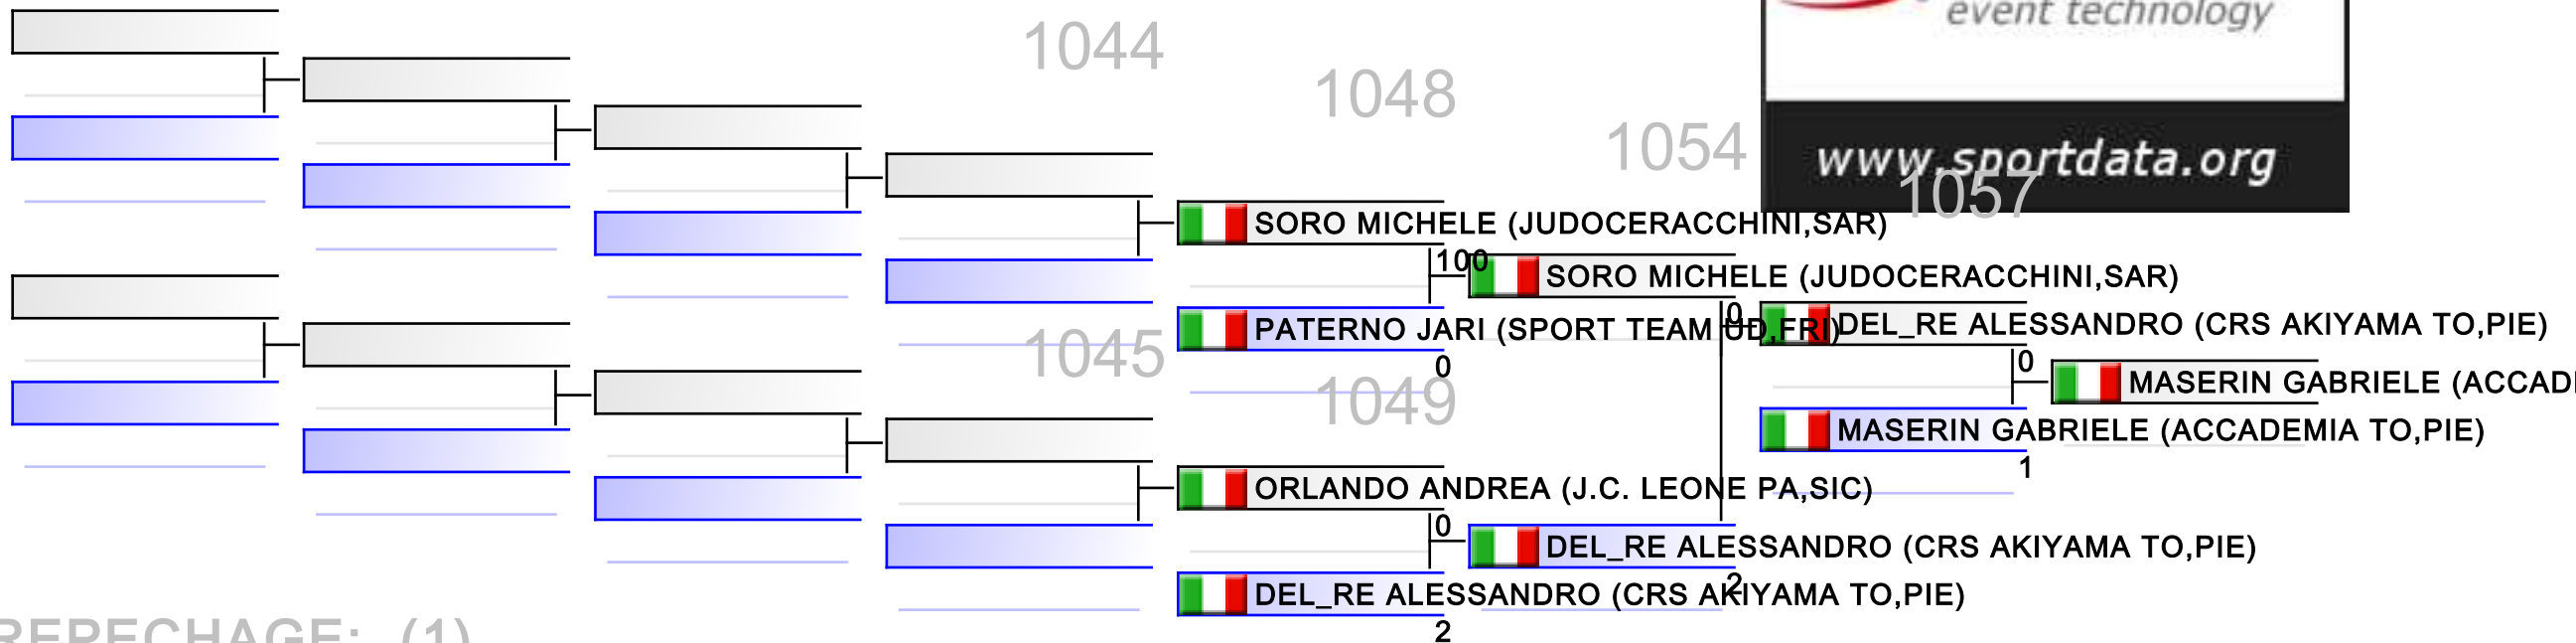 event technology
1044
1048
1054
www.sportdata.org
1057
SORO MICHELE (JUDOCERACCHINI,SAR)
100
SORO MICHELE (JUDOCERACCHINI,SAR)
0
PATERNO JARI (SPORT TEAM UD,FRI)
DEL_RE ALESSANDRO (CRS AKIYAMA TO,PIE)
1045
0
0
MASERIN GABRIELE (ACCAD
1049
MASERIN GABRIELE (ACCADEMIA TO,PIE)
1
ORLANDO ANDREA (J.C. LEONE PA,SIC)
0
DEL_RE ALESSANDRO (CRS AKIYAMA TO,PIE)
2
DEL_RE ALESSANDRO (CRS AKIYAMA TO,PIE)
2
REPECHAGE: (1)